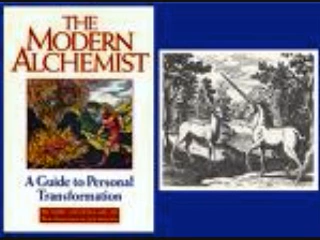 THE
MODERN
ALCHEMIST
A Guide to Personal
Transformation